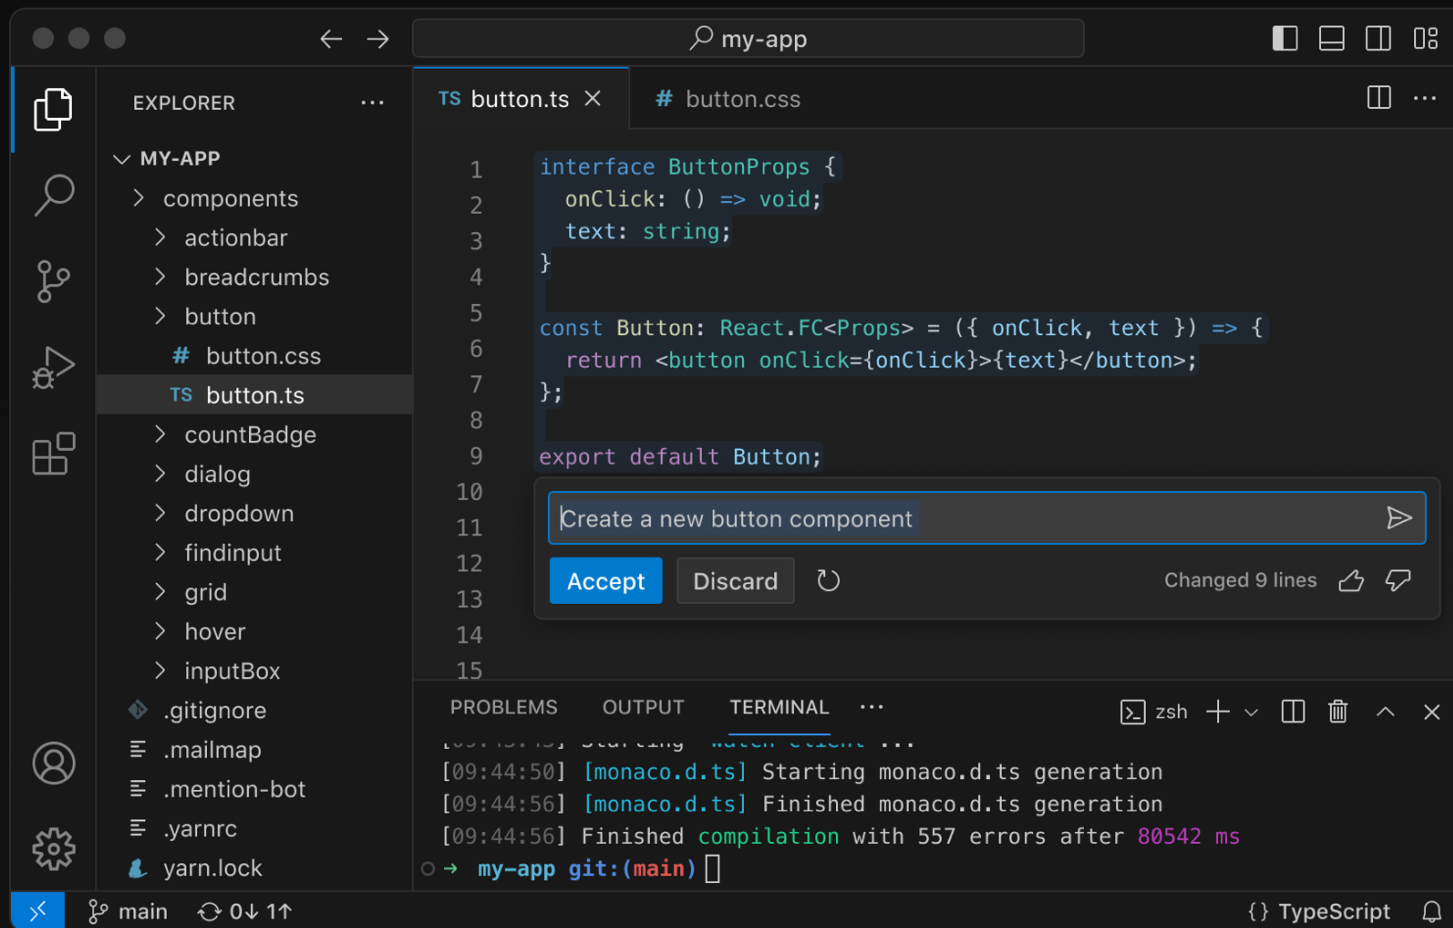 my-app
EXPLORER ···
MY-APP
components
actionbar
breadcrumbs
button
# button.css
TS button.ts
countBadge
dialog
dropdown
findinput
grid
hover
inputBox
.gitignore
.mailmap
.mention-bot
.yarnrc
yarn.lock
TS button.ts # button.css ···
1 interface ButtonProps {
2 onClick: () => void;
3 text: string;
4 }
5
6 const Button: React.FC<Props> = ({ onClick, text }) => {
7 return <button onClick={onClick}>{text}</button>;
8 };
9 export default Button;
10
11
12
13
14
15
Create a new button component
Accept Discard Changed 9 lines
PROBLEMS OUTPUT TERMINAL ··· zsh
Starting watch-client ...
[09:44:50] [monaco.d.ts] Starting monaco.d.ts generation
[09:44:56] [monaco.d.ts] Finished monaco.d.ts generation
[09:44:56] Finished compilation with 557 errors after 80542 ms
→ my-app git:(main)
main 0↓ 1↑ {} TypeScript